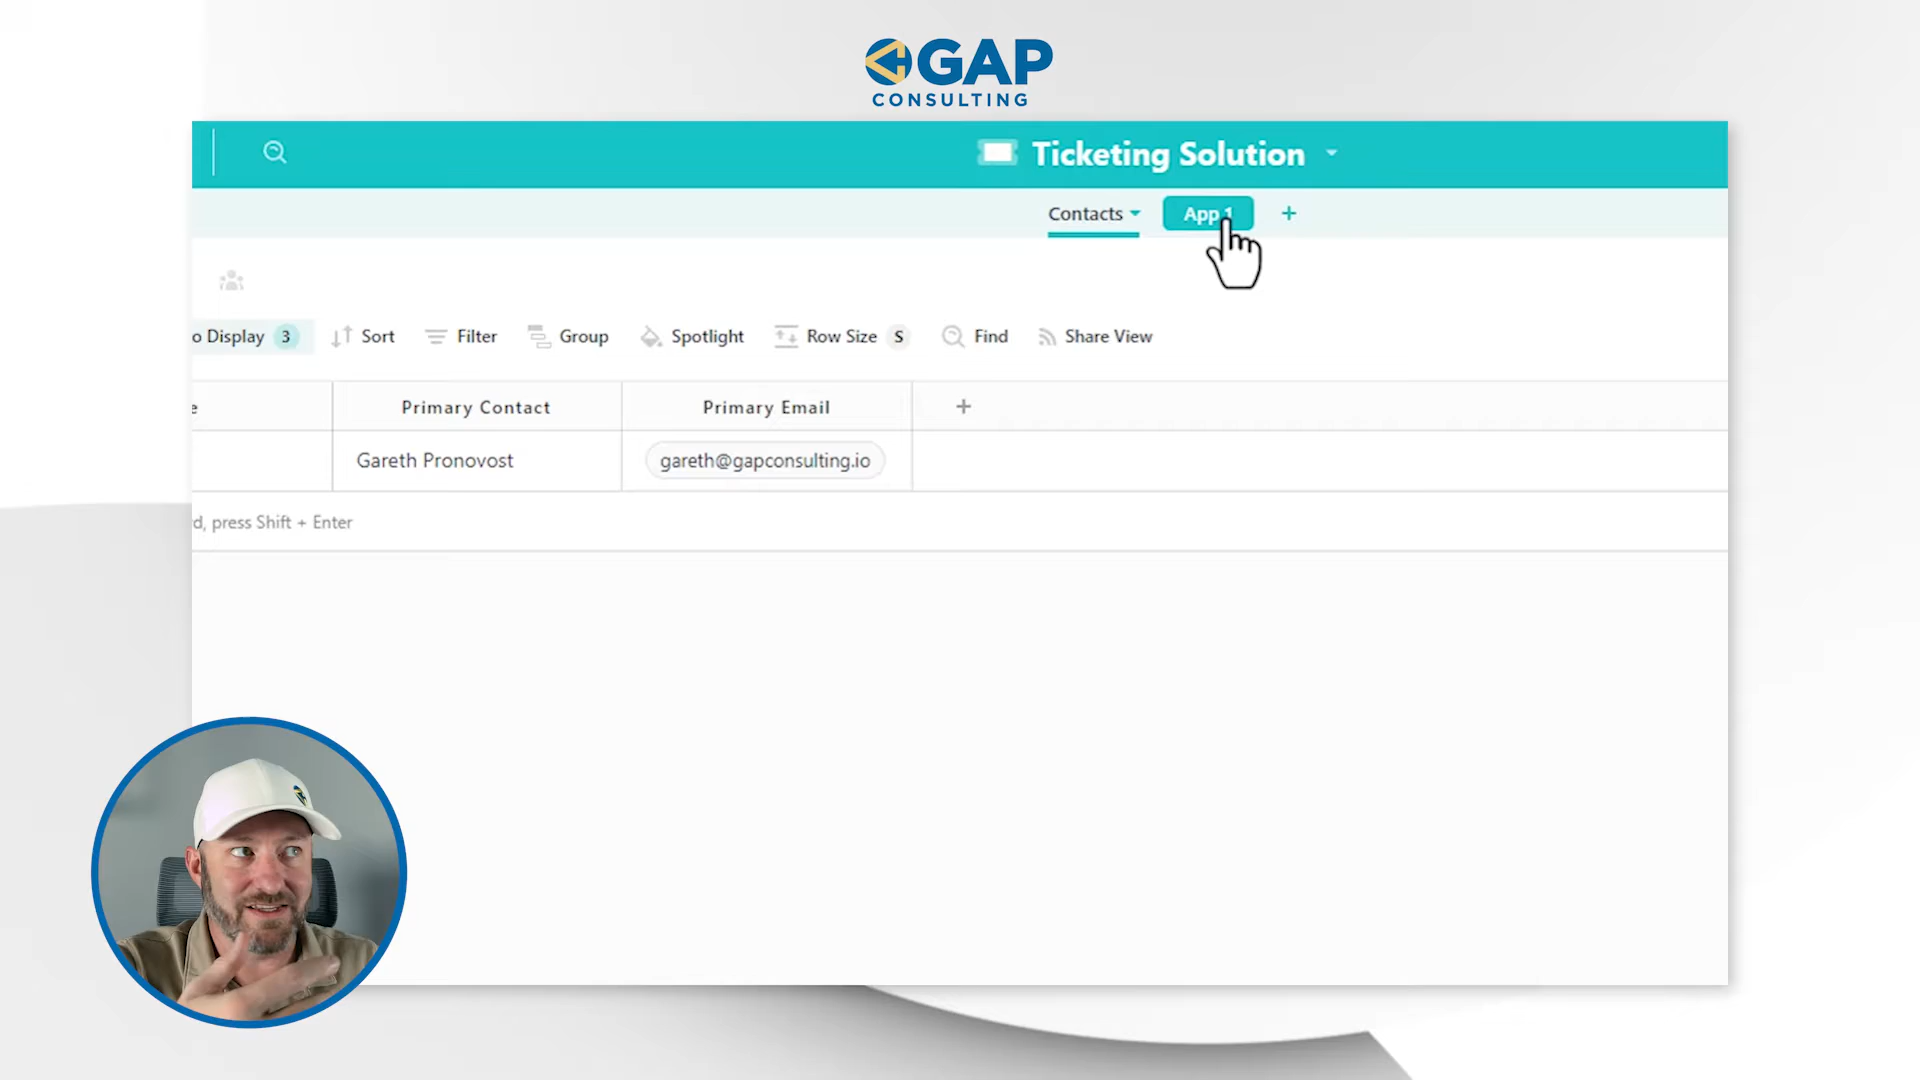 GAP
CONSULTING
Ticketing Solution
Contacts App 1 +
o Display 3 Sort Filter Group Spotlight Row Size S Find Share View
e Primary Contact Primary Email +
Gareth Pronovost gareth@gapconsulting.io
d, press Shift + Enter